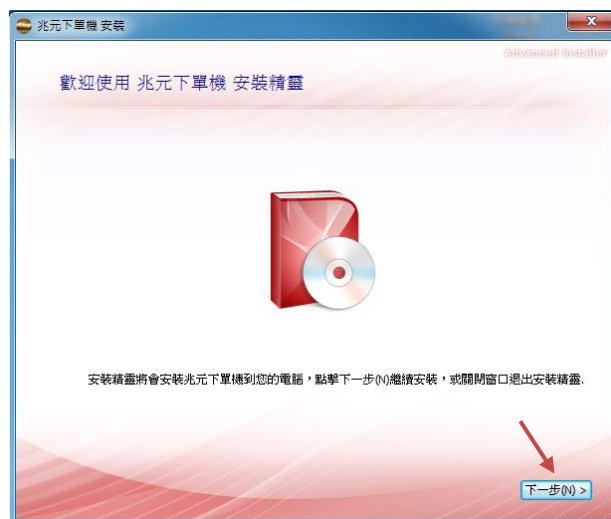 兆元下單機 安裝
Advanced Installer
歡迎使用 兆元下單機 安裝精靈
安裝精靈將會安裝兆元下單機到您的電腦，點擊下一步(N)繼續安裝，或關閉窗口退出安裝精靈.
下一步(N) >